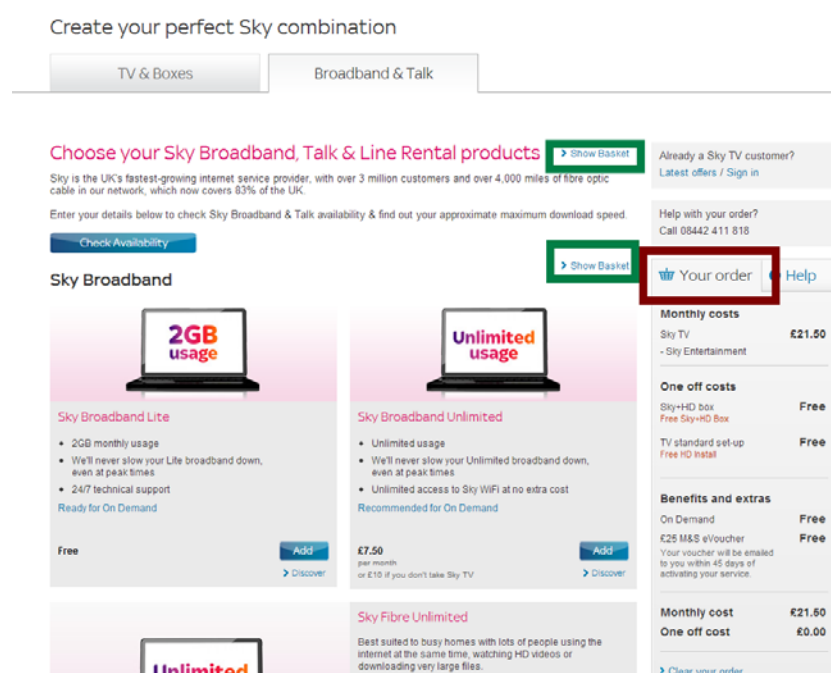 Create your perfect Sky combination
TV & Boxes
Broadband & Talk
Choose your Sky Broadband, Talk & Line Rental products
Show Basket
Sky is the UK's fastest-growing internet service provider, with over 3 million customers and over 4,000 miles of fibre optic
cable in our network, which now covers 83% of the UK.
Enter your details below to check Sky Broadband & Talk availability & find out your approximate maximum download speed.
Check Availability
Show Basket
Sky Broadband
2GB
usage
Sky Broadband Lite
• 2GB monthly usage
• We'll never slow your Lite broadband down,
even at peak times
• 24/7 technical support
Ready for On Demand
Free
Add
Discover
Unlimited
usage
Sky Broadband Unlimited
• Unlimited usage
• We'll never slow your Unlimited broadband down,
even at peak times
• Unlimited access to Sky WiFi at no extra cost
Recommended for On Demand
£7.50
per month
or £10 if you don't take Sky TV
Add
Discover
Unlimited
Sky Fibre Unlimited
Best suited to busy homes with lots of people using the
internet at the same time, watching HD videos or
downloading very large files.
Already a Sky TV customer?
Latest offers / Sign in
Help with your order?
Call 08442 411 818
Your order
Help
Monthly costs
Sky TV £21.50
- Sky Entertainment
One off costs
Sky+HD box Free
Free Sky+HD Box
TV standard set-up Free
Free HD Install
Benefits and extras
On Demand Free
£25 M&S eVoucher Free
Your voucher will be emailed
to you within 45 days of
activating your service.
Monthly cost £21.50
One off cost £0.00
Clear your order